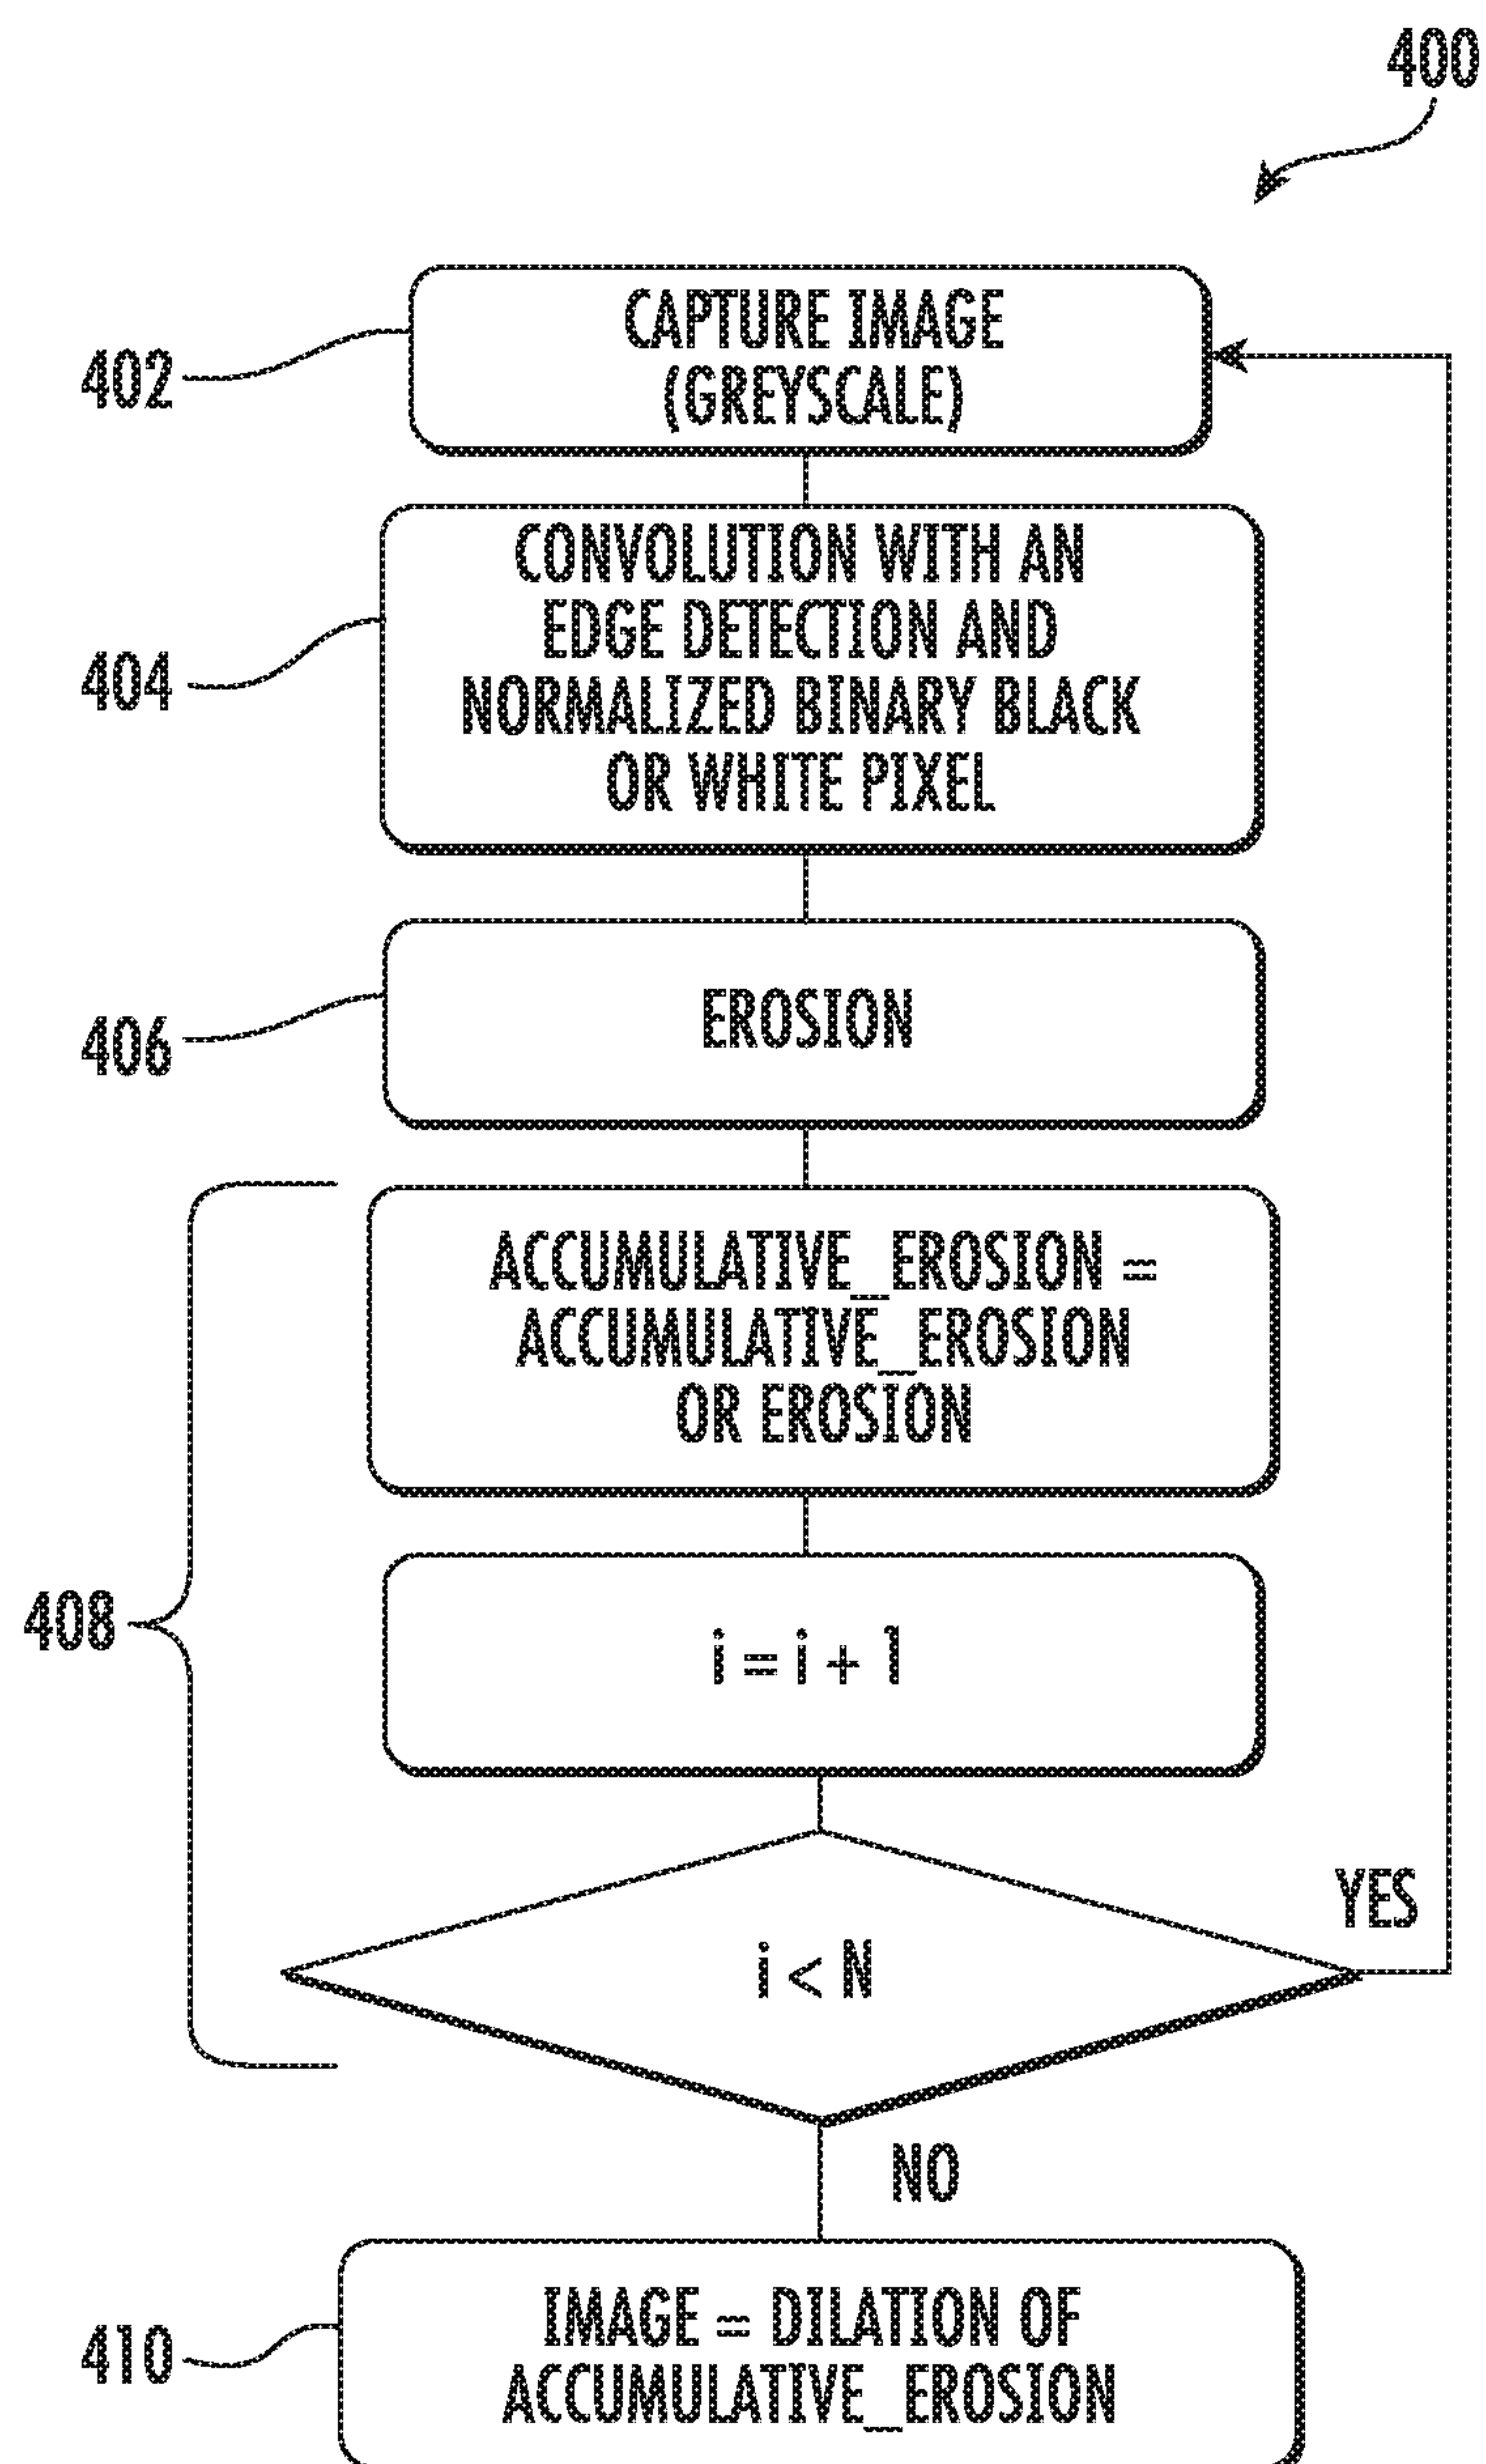 400
402
CAPTURE IMAGE
(GREYSCALE)
404
CONVOLUTION WITH AN
EDGE DETECTION AND
NORMALIZED BINARY BLACK
OR WHITE PIXEL
406
EROSION
408
ACCUMULATIVE_EROSION =
ACCUMULATIVE_EROSION
OR EROSION
i = i + 1
i < N
YES
NO
410
IMAGE = DILATION OF
ACCUMULATIVE_EROSION